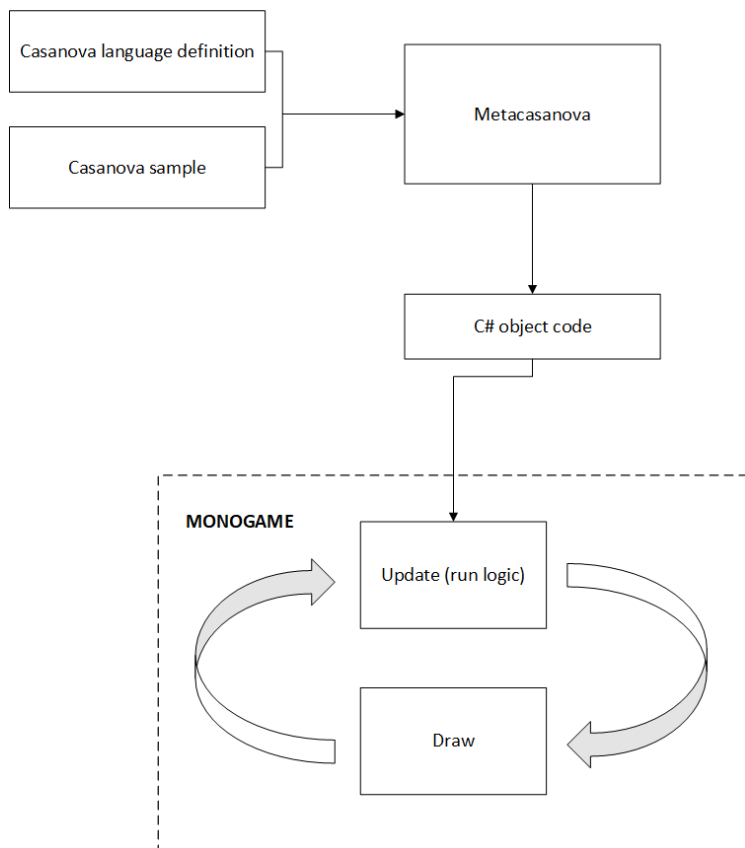 Casanova language definition
Metacasanova
Casanova sample
C# object code
MONOGAME
Update (run logic)
Draw